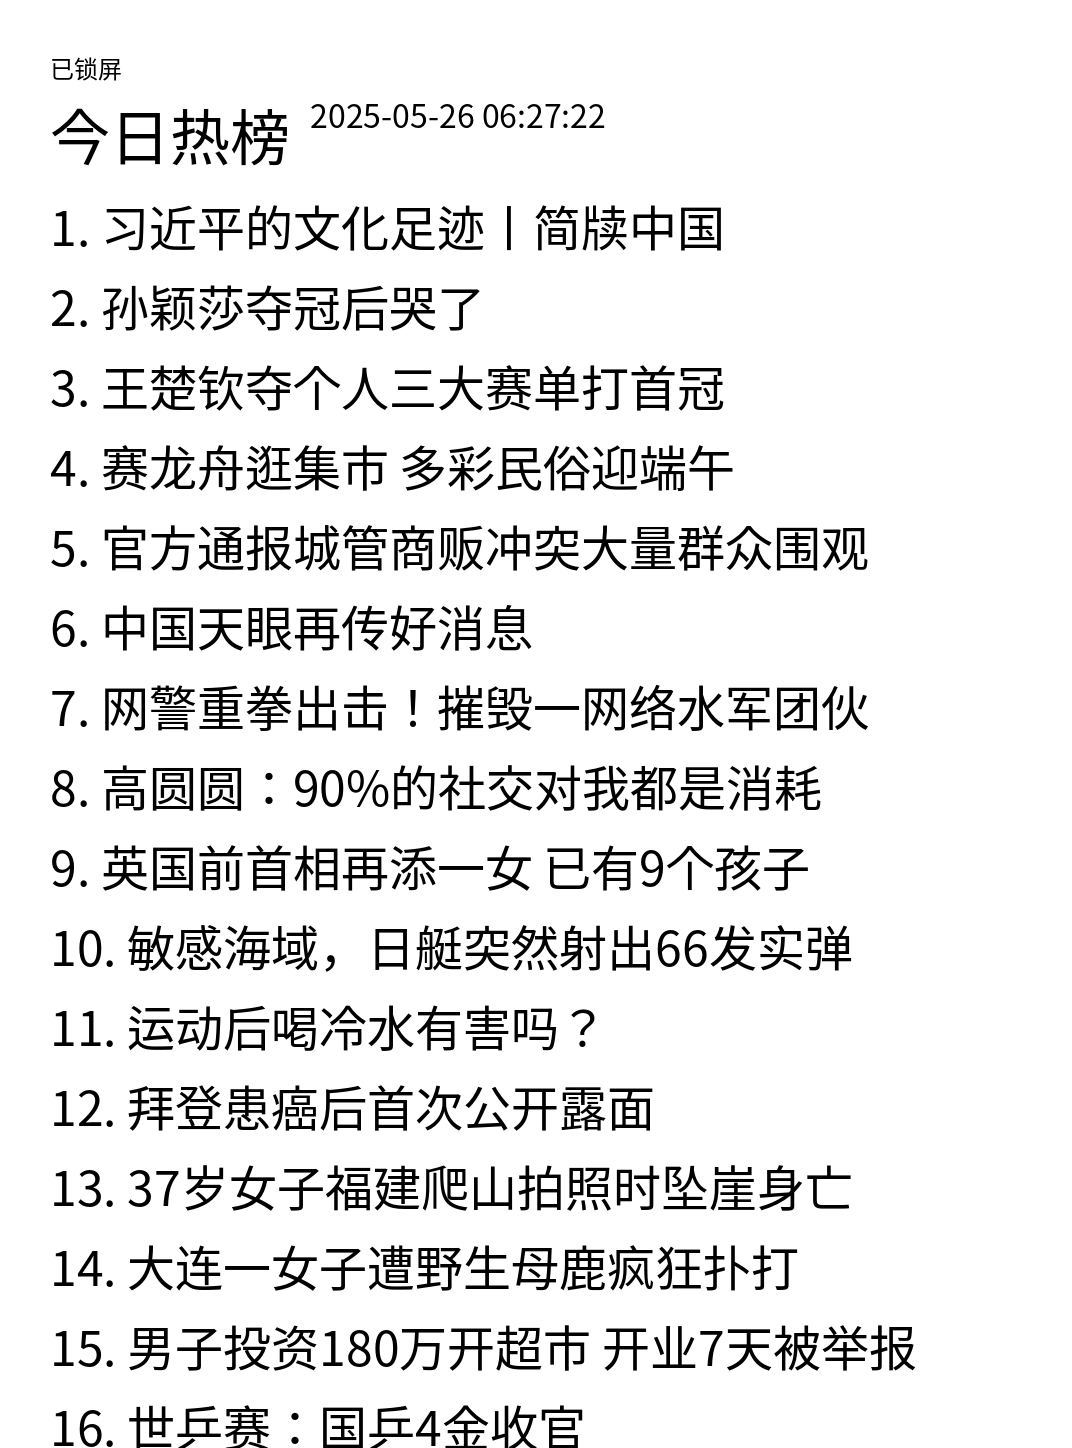 已锁屏
今日热榜 2025-05-26 06:27:22
1. 习近平的文化足迹丨简牍中国
2. 孙颖莎夺冠后哭了
3. 王楚钦夺个人三大赛单打首冠
4. 赛龙舟逛集市 多彩民俗迎端午
5. 官方通报城管商贩冲突大量群众围观
6. 中国天眼再传好消息
7. 网警重拳出击！摧毁一网络水军团伙
8. 高圆圆：90%的社交对我都是消耗
9. 英国前首相再添一女 已有9个孩子
10. 敏感海域，日艇突然射出66发实弹
11. 运动后喝冷水有害吗？
12. 拜登患癌后首次公开露面
13. 37岁女子福建爬山拍照时坠崖身亡
14. 大连一女子遭野生母鹿疯狂扑打
15. 男子投资180万开超市 开业7天被举报
16. 世乒赛：国乒4金收官